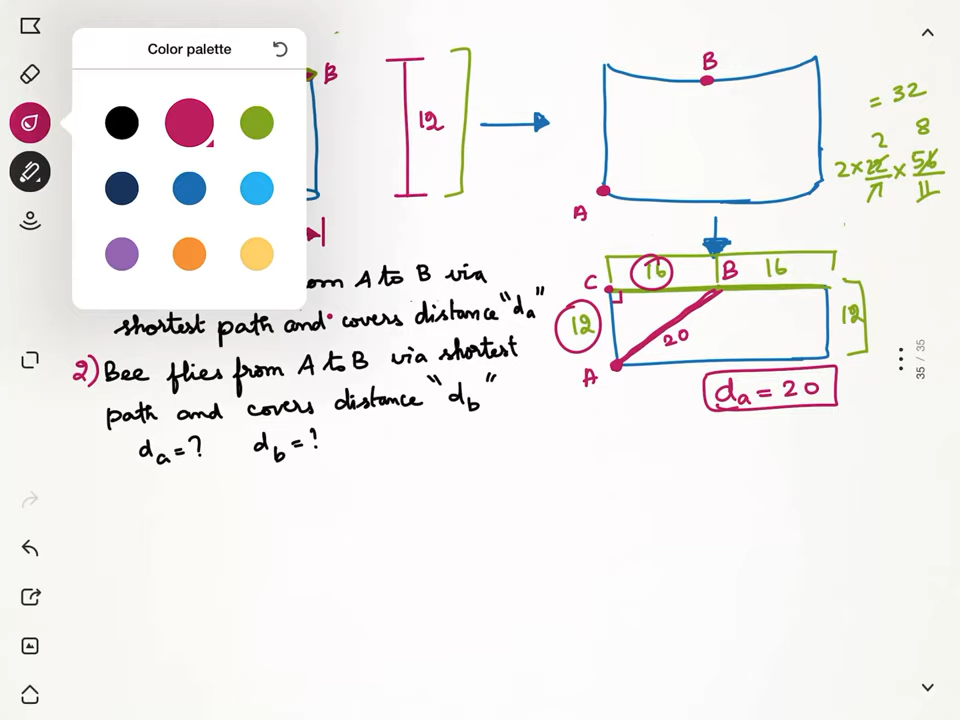 Color palette
B
12
B
A
= 32
2 8
2 × 22/7 × 56/11
C 16 B 16
12
20
12
A
da = 20
om A to B via
shortest path and covers distance "da"
2) Bee flies from A to B via shortest
path and covers distance "db"
da = ? db = ?
35 / 35